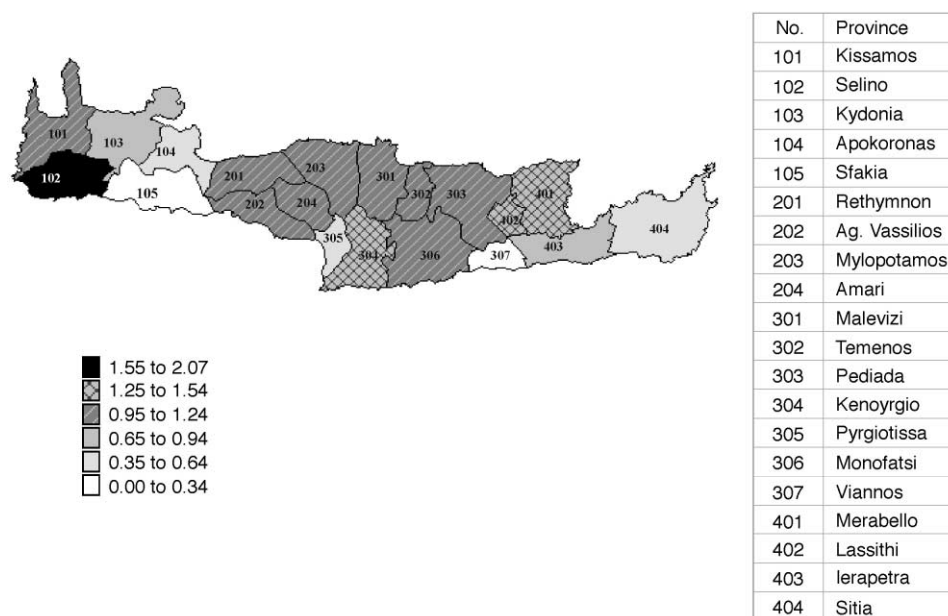 101
103
104
102
105
201
203
202
204
301
302
303
305
304
306
307
401
402
403
404
1.55 to 2.07
1.25 to 1.54
0.95 to 1.24
0.65 to 0.94
0.35 to 0.64
0.00 to 0.34
No. Province
101 Kissamos
102 Selino
103 Kydonia
104 Apokoronas
105 Sfakia
201 Rethymnon
202 Ag. Vassilios
203 Mylopotamos
204 Amari
301 Malevizi
302 Temenos
303 Pediada
304 Kenoyrgio
305 Pyrgiotissa
306 Monofatsi
307 Viannos
401 Merabello
402 Lassithi
403 Ierapetra
404 Sitia